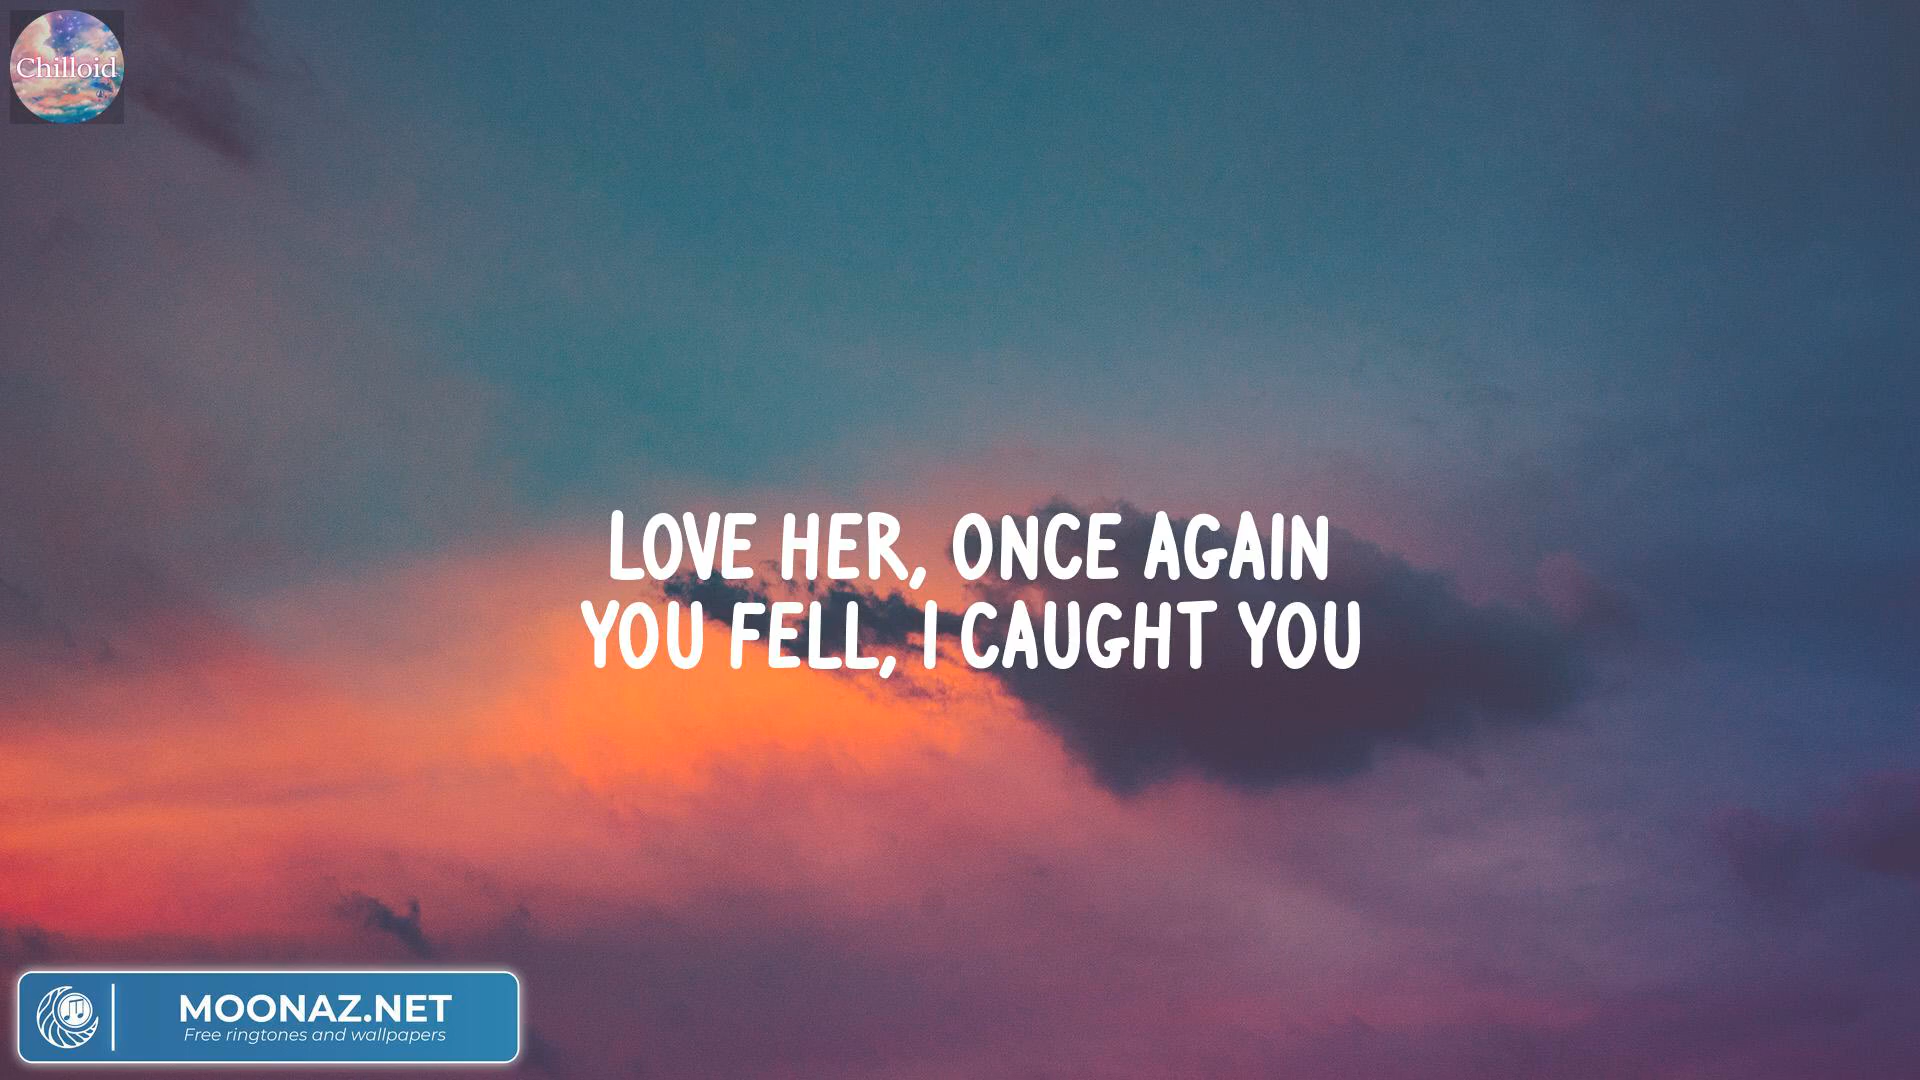 Chilloid
LOVE HER, ONCE AGAIN
YOU FELL, I CAUGHT YOU
MOONAZ.NET
Free ringtones and wallpapers